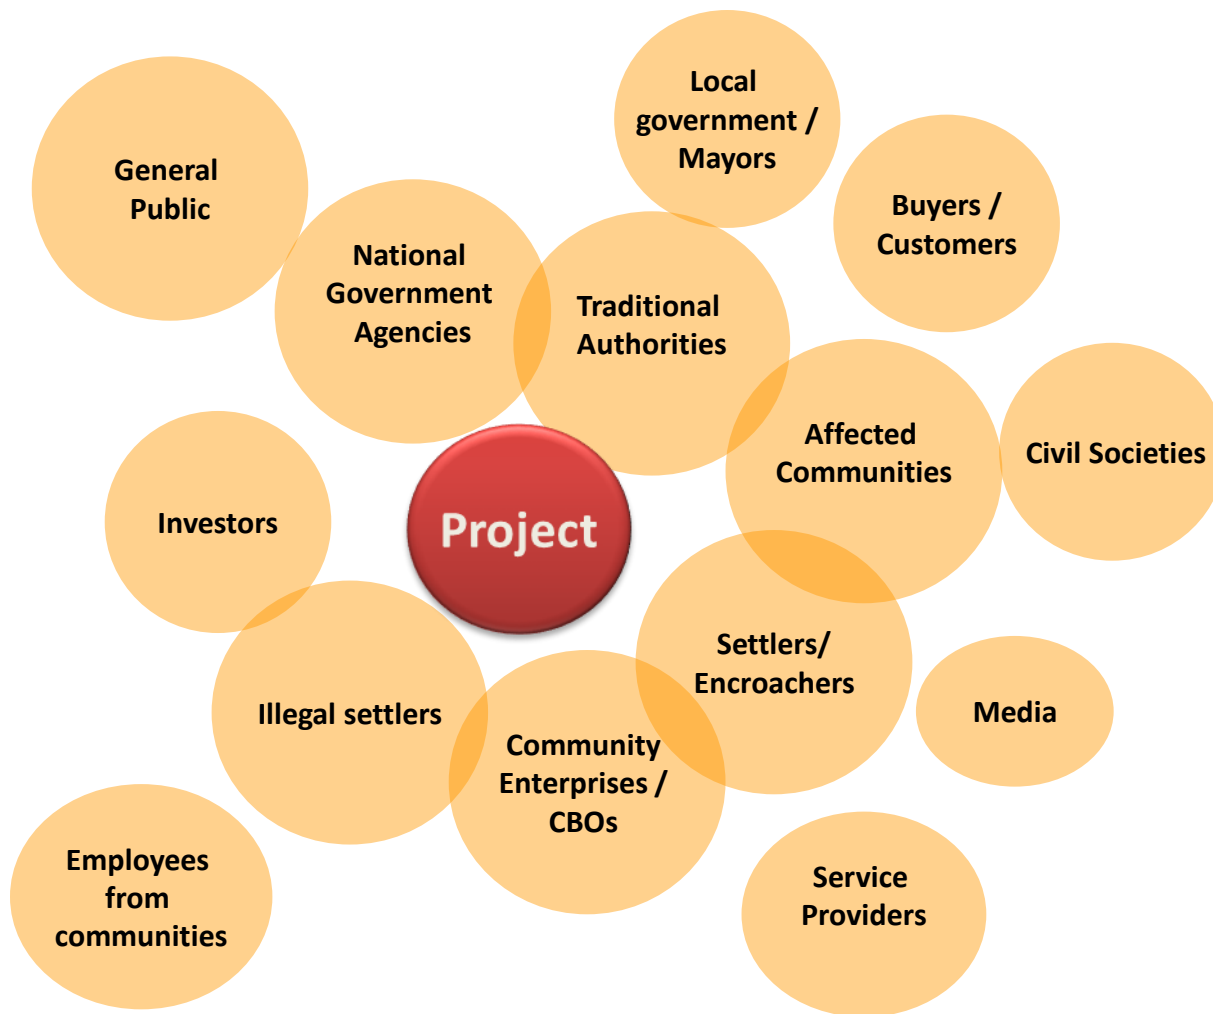 Local
government /
Mayors
General
Public
Buyers /
Customers
National
Government
Agencies
Traditional
Authorities
Affected
Communities
Civil Societies
Investors
Project
Settlers/
Encroachers
Illegal settlers
Media
Community
Enterprises /
CBOs
Employees
from
communities
Service
Providers